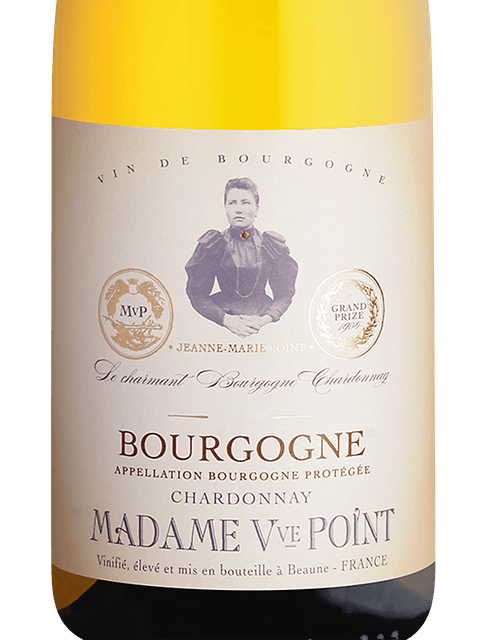 VIN DE BOURGOGNE
MVP
GRAND
PRIZE
1904
• JEANNE-MARIE POINT •
Le charmant Bourgogne Chardonnay
BOURGOGNE
APPELLATION BOURGOGNE PROTÉGÉE
CHARDONNAY
MADAME VVE POINT
Vinifié, élevé et mis en bouteille à Beaune - FRANCE